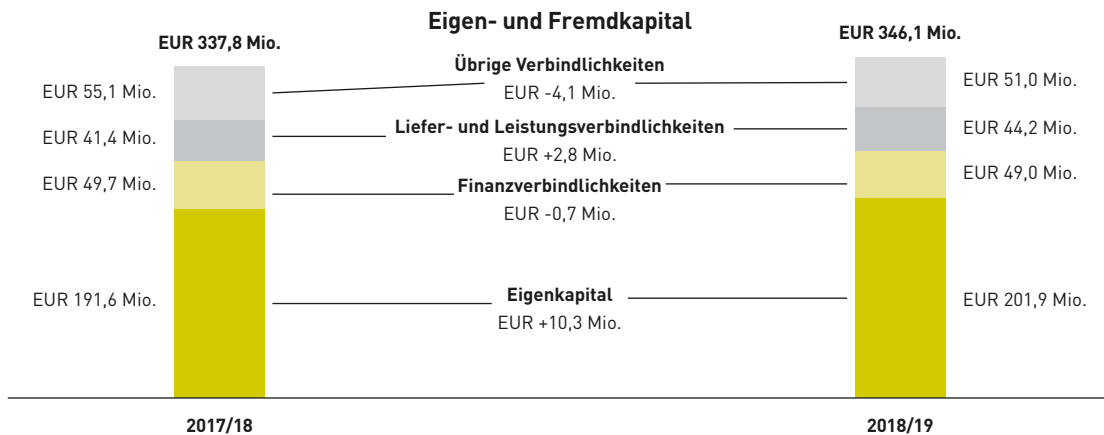 Eigen- und Fremdkapital
EUR 337,8 Mio.
EUR 346,1 Mio.
EUR 55,1 Mio.
Übrige Verbindlichkeiten
EUR -4,1 Mio.
EUR 51,0 Mio.
EUR 41,4 Mio.
Liefer- und Leistungsverbindlichkeiten
EUR +2,8 Mio.
EUR 44,2 Mio.
EUR 49,7 Mio.
Finanzverbindlichkeiten
EUR -0,7 Mio.
EUR 49,0 Mio.
EUR 191,6 Mio.
Eigenkapital
EUR +10,3 Mio.
EUR 201,9 Mio.
2017/18
2018/19